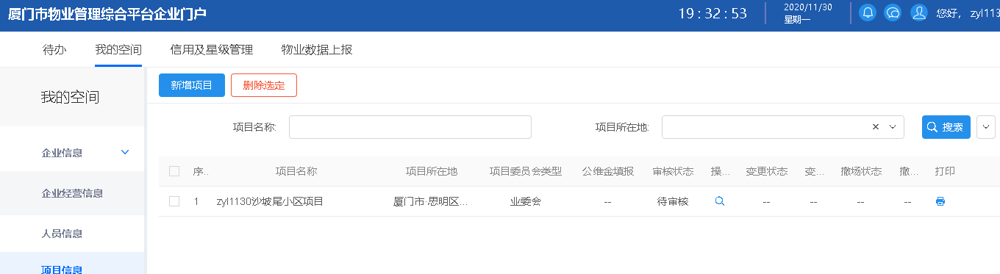 厦门市物业管理综合平台企业门户
19:32:53
2020/11/30
星期一
您好， zyl113
待办 我的空间 信用及星级管理 物业数据上报
我的空间
企业信息
企业经营信息
人员信息
项目信息
新增项目 删除选定
项目名称: 项目所在地: 搜索
序.. 项目名称 项目所在地 项目委员会类型 公维金填报 审核状态 操... 变更状态 变... 撤场状态 撤... 打印
1 zyl1130沙坡尾小区项目 厦门市·思明区... 业委会 -- 待审核 -- -- -- --